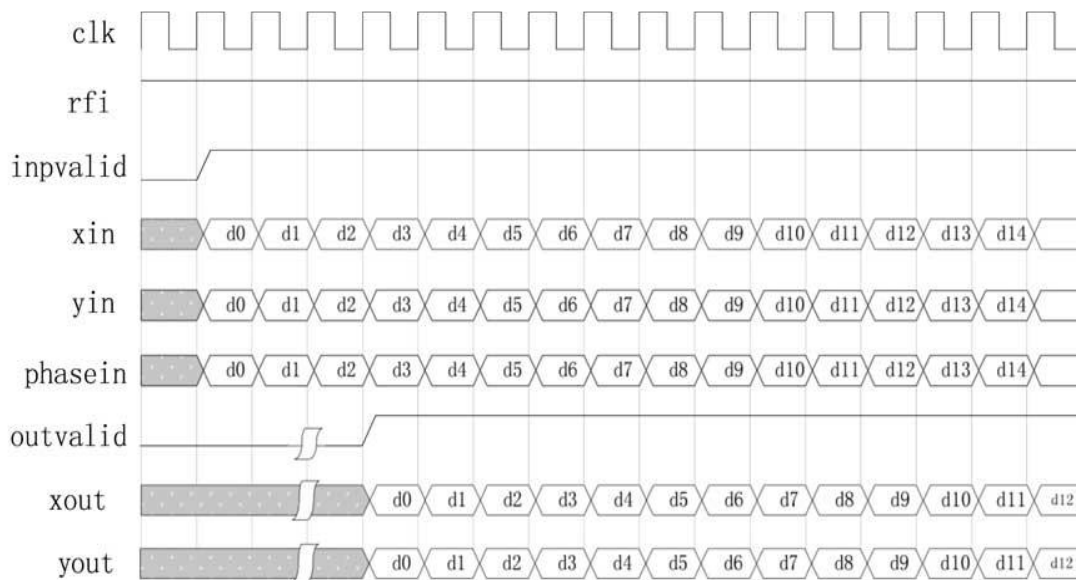 clk
rfi
inpvalid
xin d0 d1 d2 d3 d4 d5 d6 d7 d8 d9 d10 d11 d12 d13 d14
yin d0 d1 d2 d3 d4 d5 d6 d7 d8 d9 d10 d11 d12 d13 d14
phasein d0 d1 d2 d3 d4 d5 d6 d7 d8 d9 d10 d11 d12 d13 d14
outvalid
xout d0 d1 d2 d3 d4 d5 d6 d7 d8 d9 d10 d11 d12
yout d0 d1 d2 d3 d4 d5 d6 d7 d8 d9 d10 d11 d12